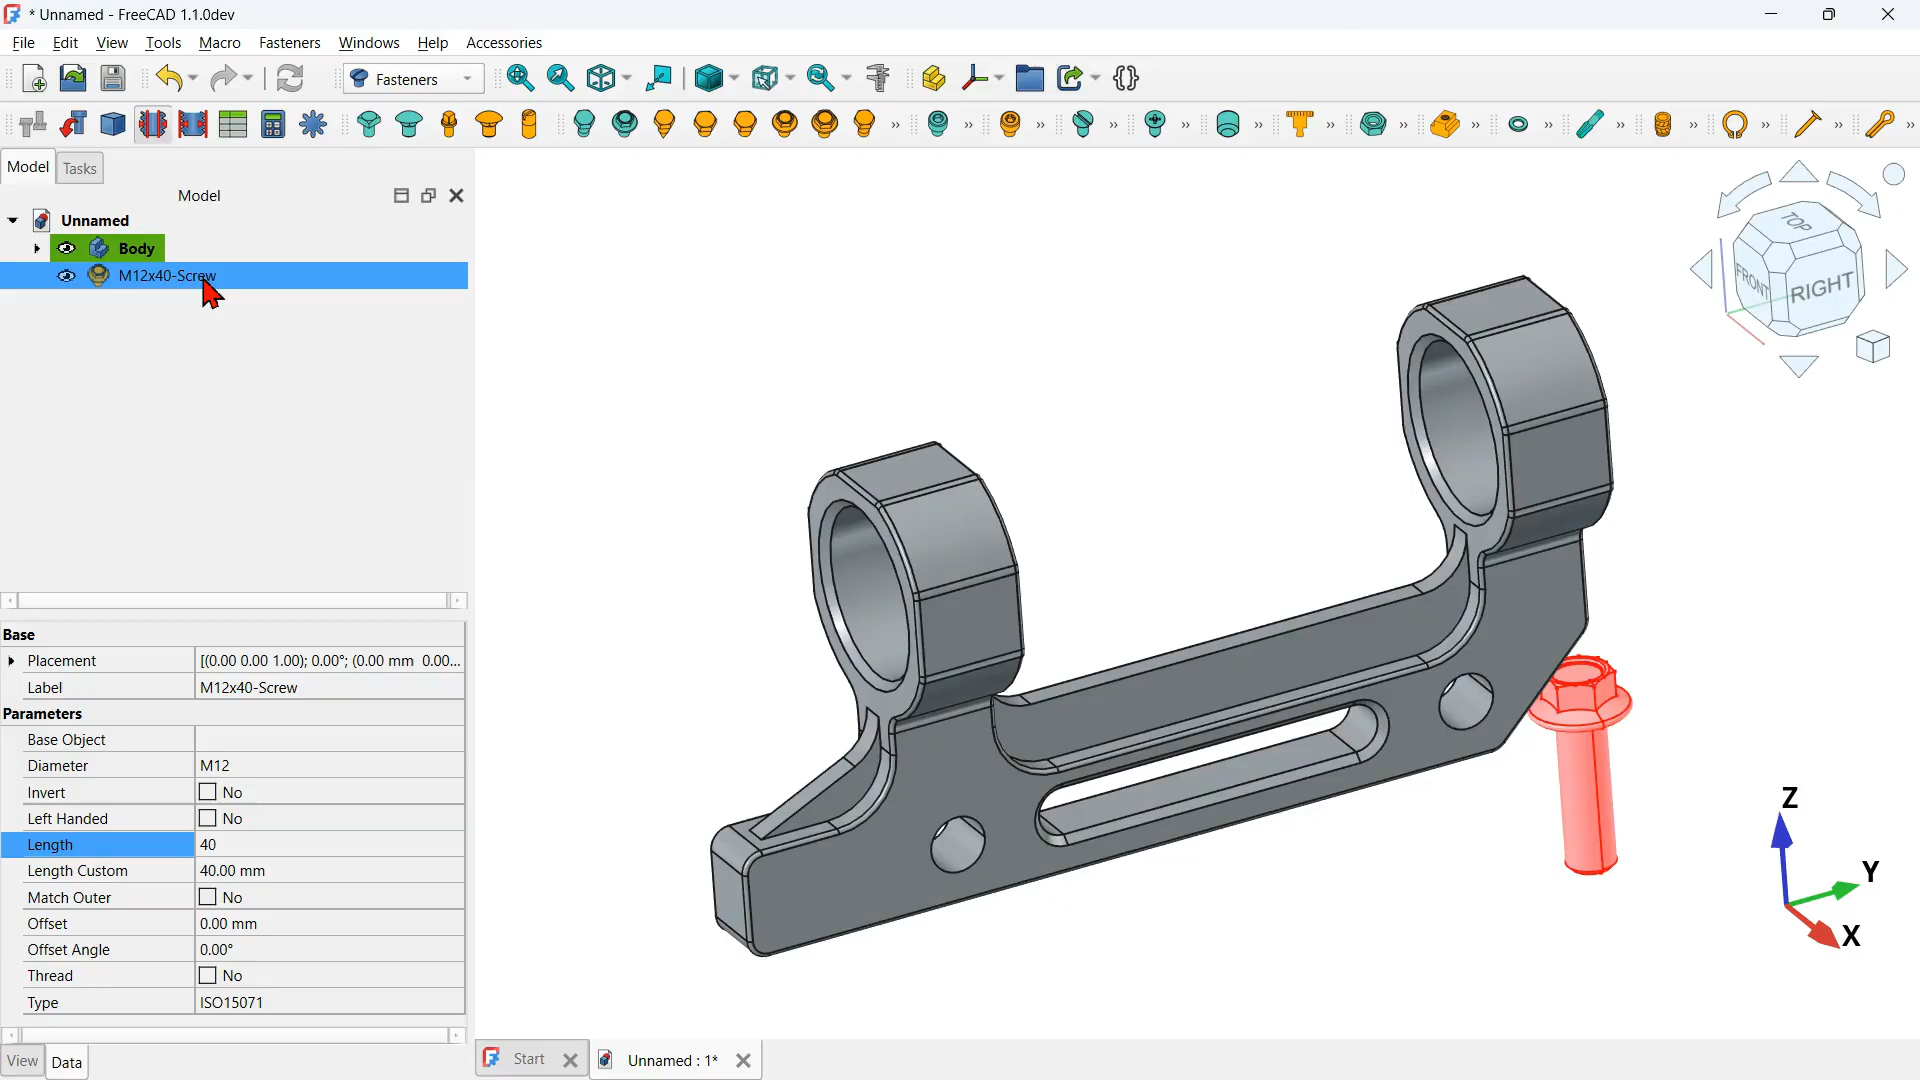 * Unnamed - FreeCAD 1.1.0dev
File Edit View Tools Macro Fasteners Windows Help Accessories
Fasteners
Model Tasks
Model
Unnamed
Body
M12x40-Screw
Base
Placement [(0.00 0.00 1.00); 0.00°; (0.00 mm 0.00...
Label M12x40-Screw
Parameters
Base Object
Diameter M12
Invert No
Left Handed No
Length 40
Length Custom 40.00 mm
Match Outer No
Offset 0.00 mm
Offset Angle 0.00°
Thread No
Type ISO15071
View Data
Start Unnamed : 1*
TOP
FRONT
RIGHT
Z
Y
X